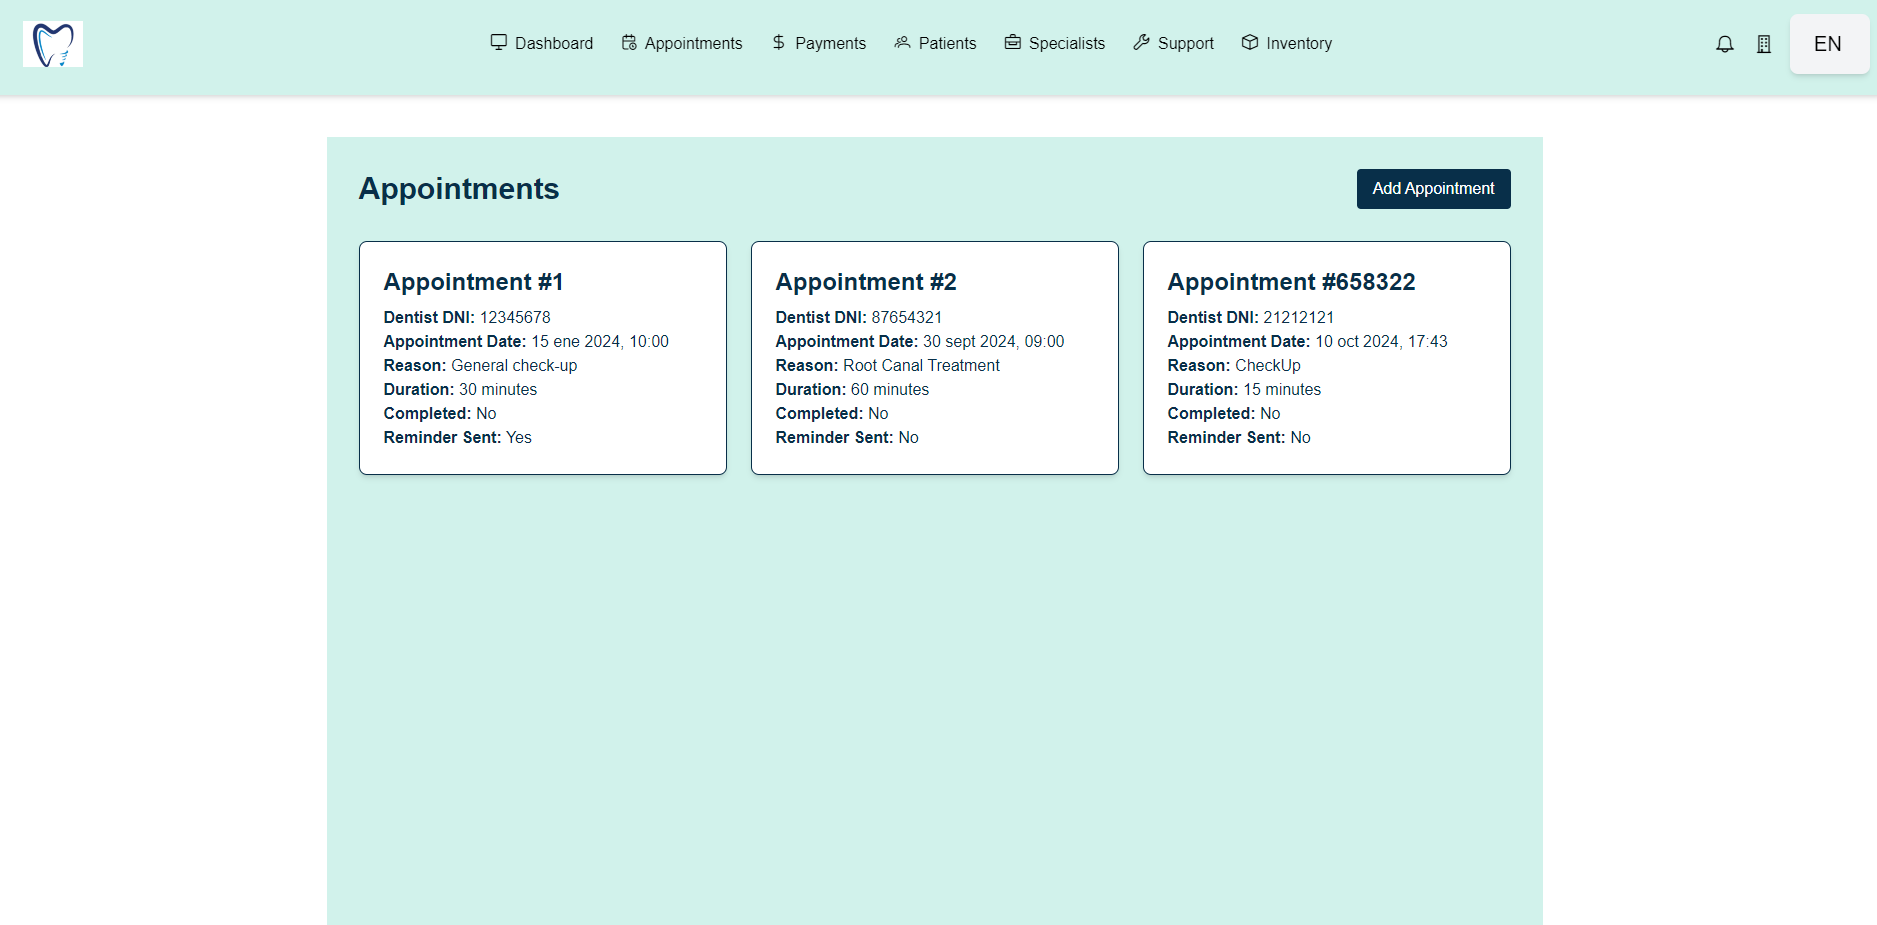 Dashboard
Appointments
Payments
Patients
Specialists
Support
Inventory
EN
Appointments
Add Appointment
Appointment #1
Dentist DNI: 12345678
Appointment Date: 15 ene 2024, 10:00
Reason: General check-up
Duration: 30 minutes
Completed: No
Reminder Sent: Yes
Appointment #2
Dentist DNI: 87654321
Appointment Date: 30 sept 2024, 09:00
Reason: Root Canal Treatment
Duration: 60 minutes
Completed: No
Reminder Sent: No
Appointment #658322
Dentist DNI: 21212121
Appointment Date: 10 oct 2024, 17:43
Reason: CheckUp
Duration: 15 minutes
Completed: No
Reminder Sent: No